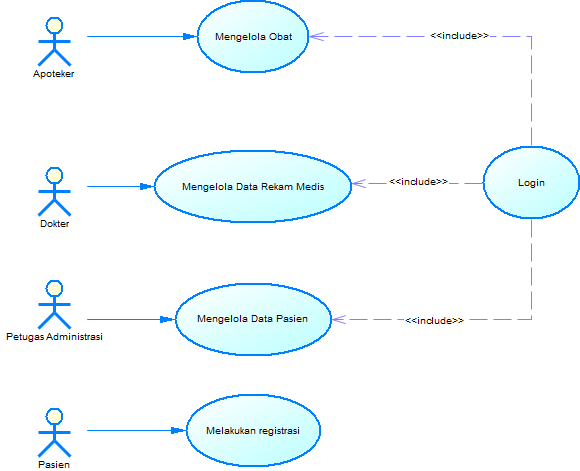 Mengelola Obat
<<include>>
Apoteker
Mengelola Data Rekam Medis
<<include>>
Login
Dokter
Mengelola Data Pasien
<<include>>
Petugas Administrasi
Melakukan registrasi
Pasien